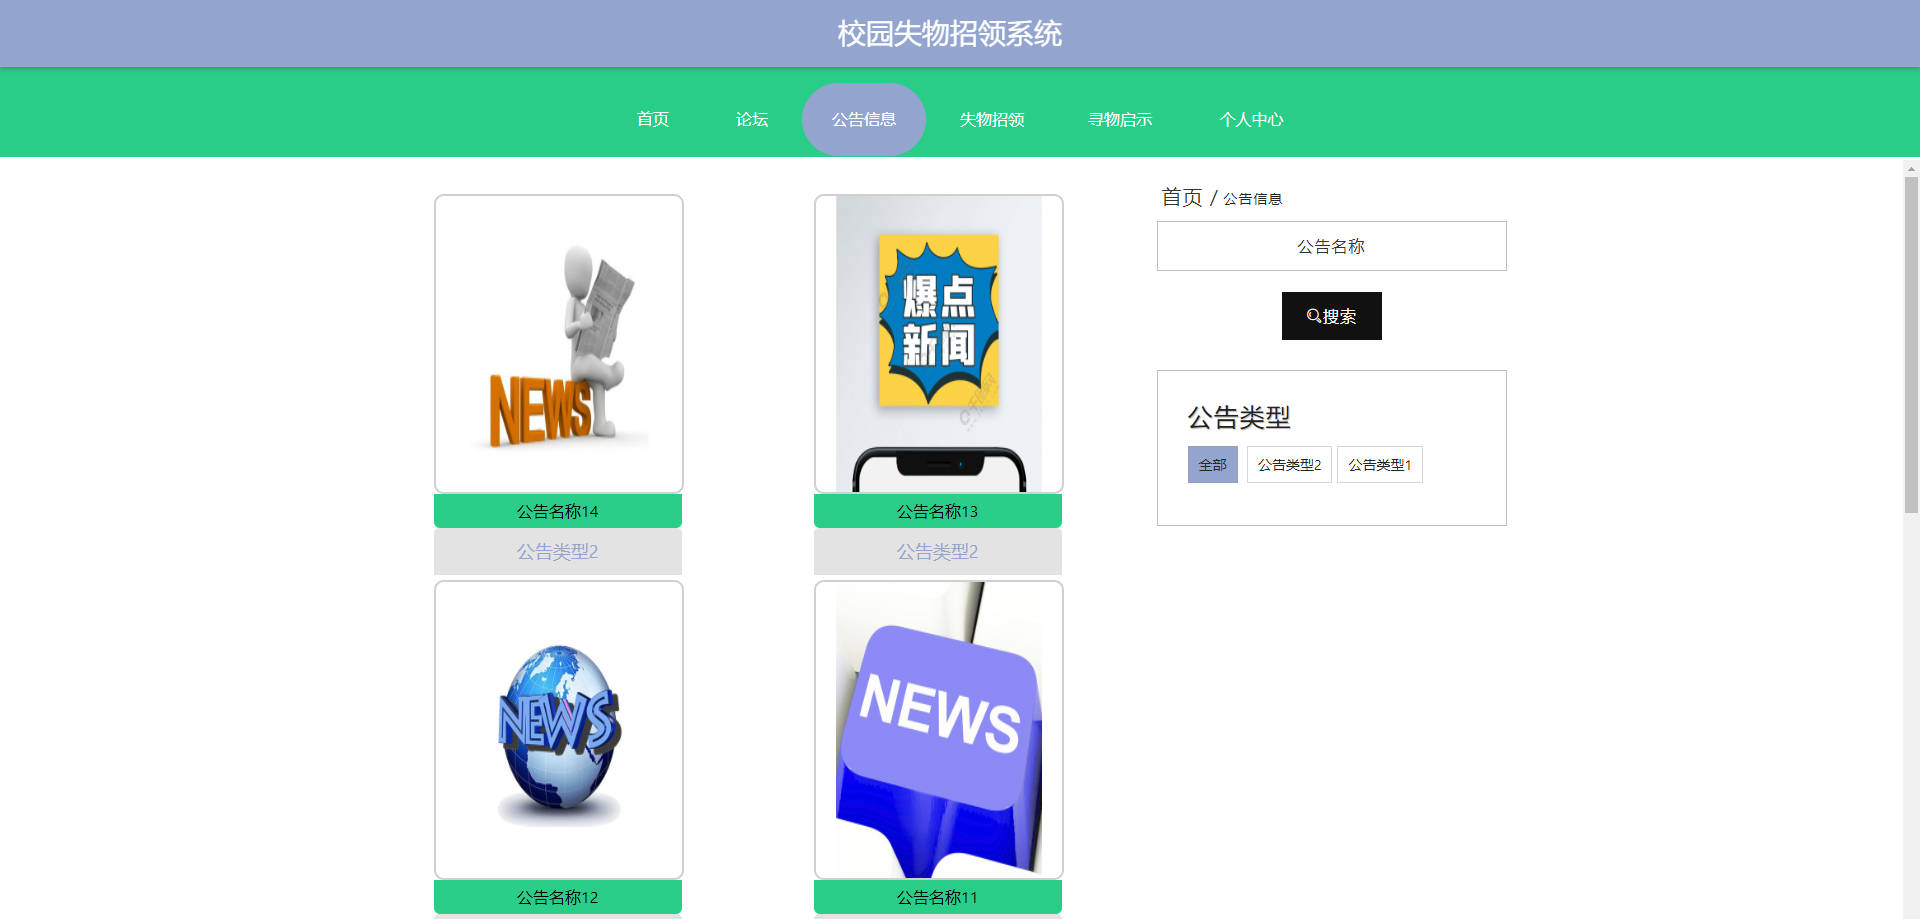 校园失物招领系统
首页
论坛
公告信息
失物招领
寻物启示
个人中心
首页 / 公告信息
公告名称
搜索
公告类型
全部
公告类型2
公告类型1
NEWS
公告名称14
公告类型2
爆点
新闻
公告名称13
公告类型2
NEWS
公告名称12
NEWS
公告名称11